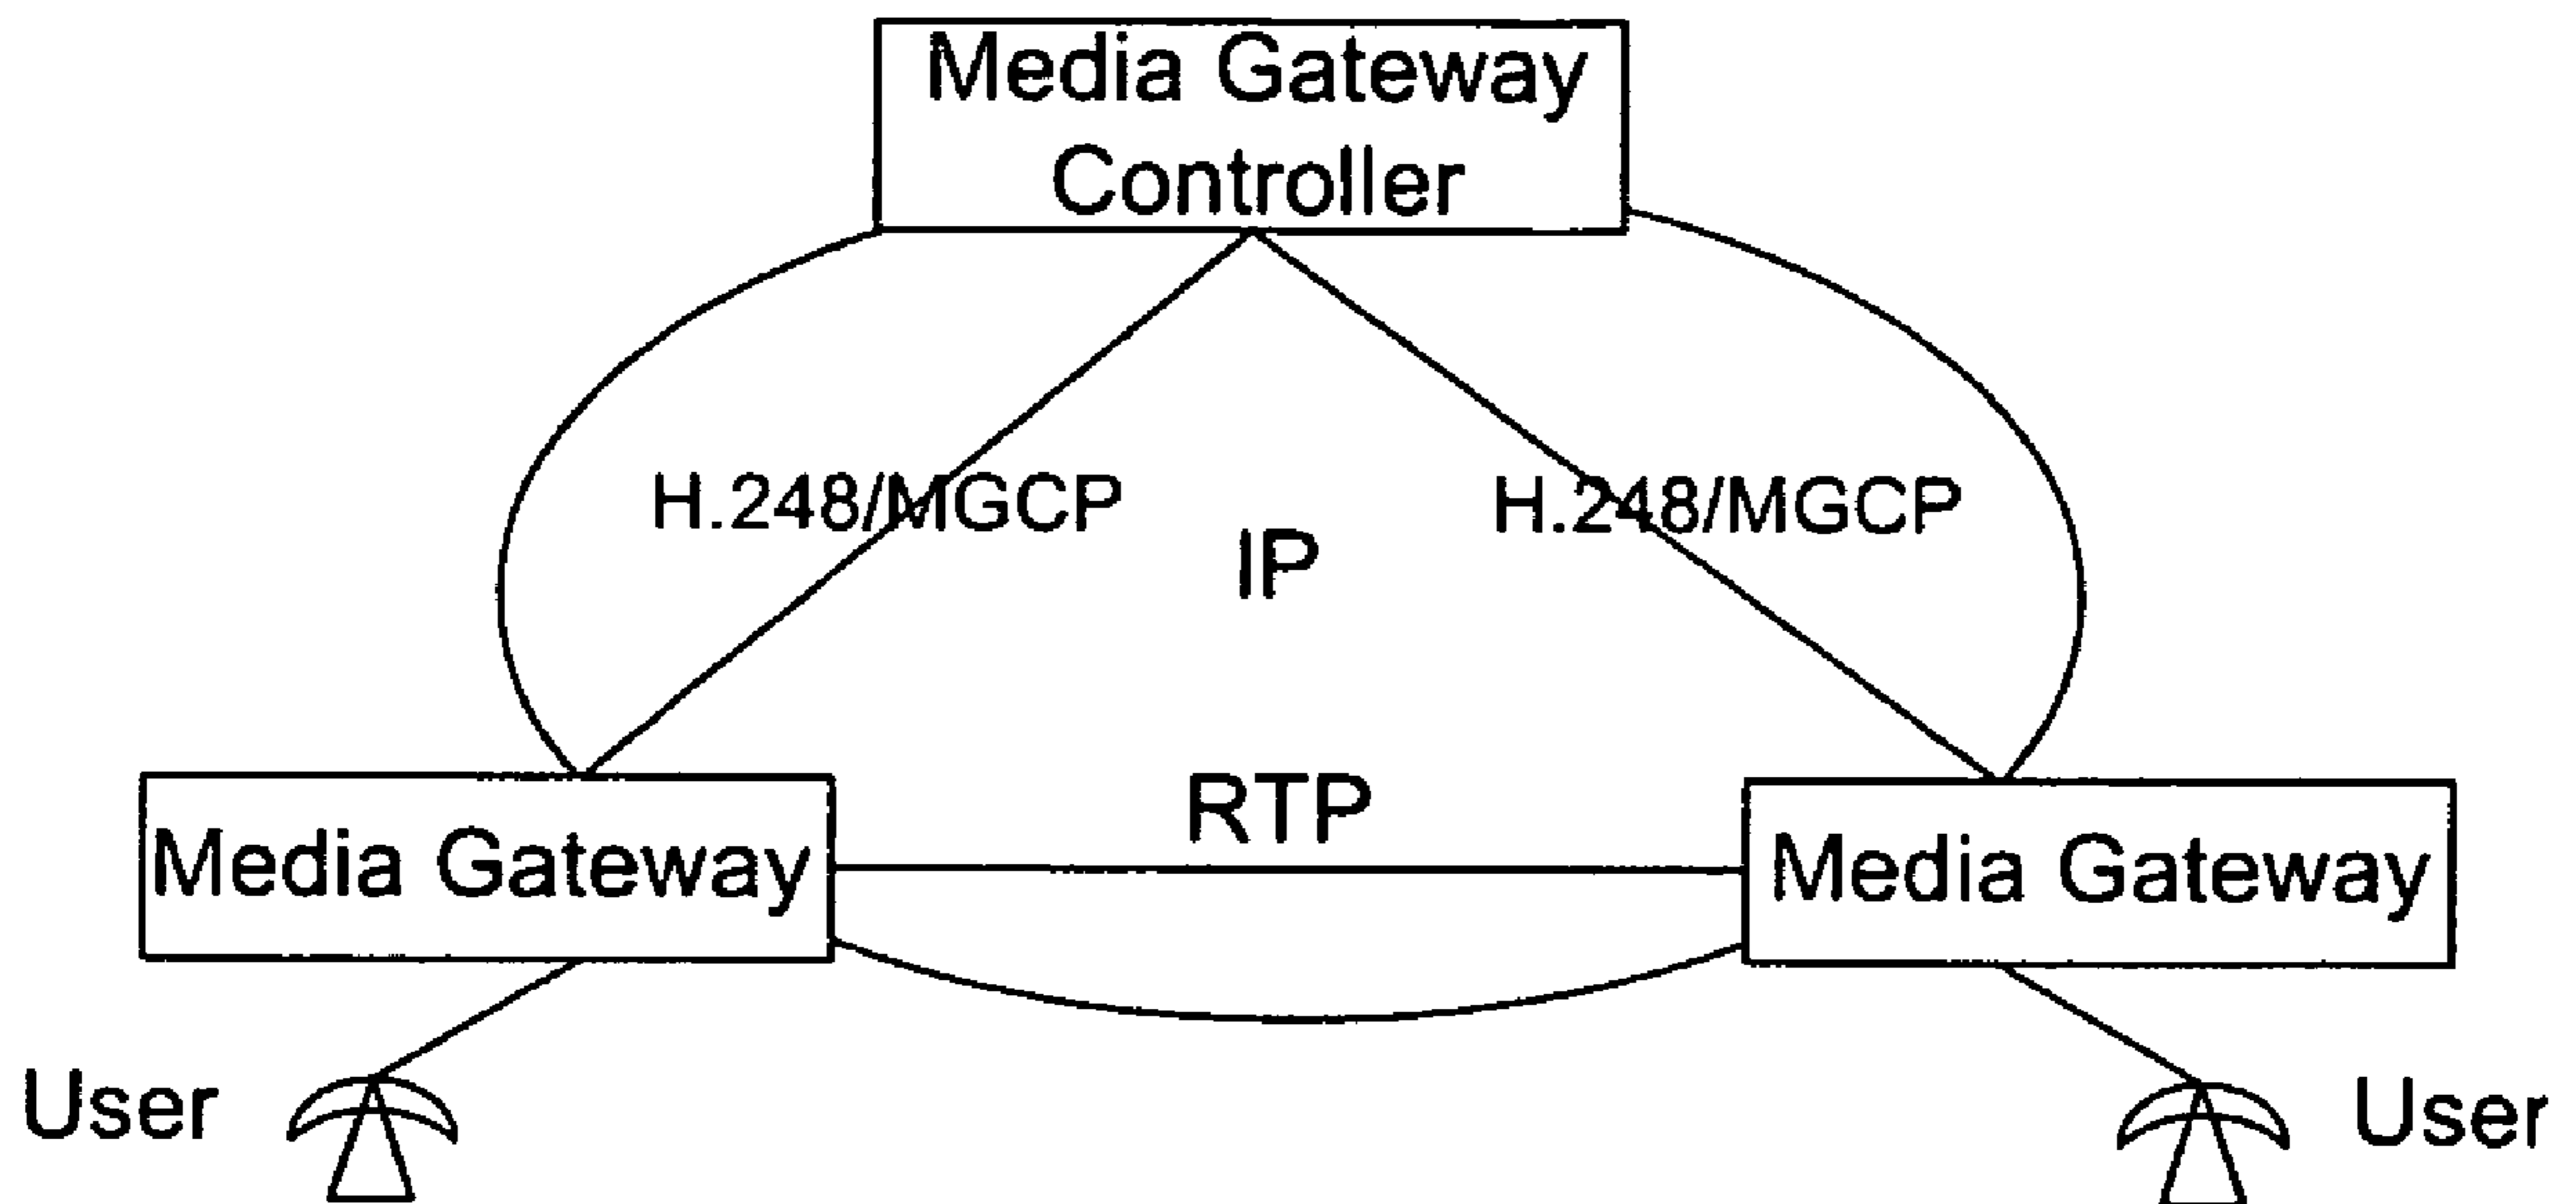 Media Gateway
Controller
H.248/MGCP
H.248/MGCP
IP
RTP
Media Gateway
Media Gateway
User
User